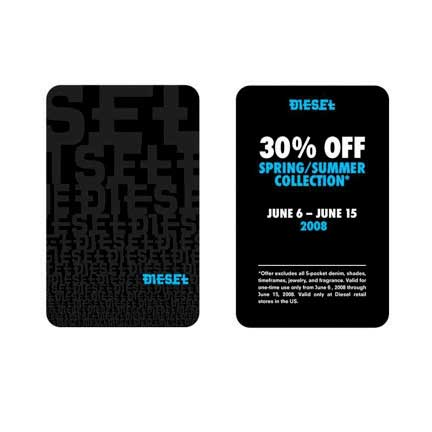 DIESEL
DIESEL
30% OFF
SPRING/SUMMER
COLLECTION*
JUNE 6 – JUNE 15
2008
*Offer excludes all 5-pocket denim, shades,
timeframes, jewelry, and fragrance. Valid for
one-time use only from June 6, 2008 through
June 15, 2008. Valid only at Diesel retail
stores in the US.